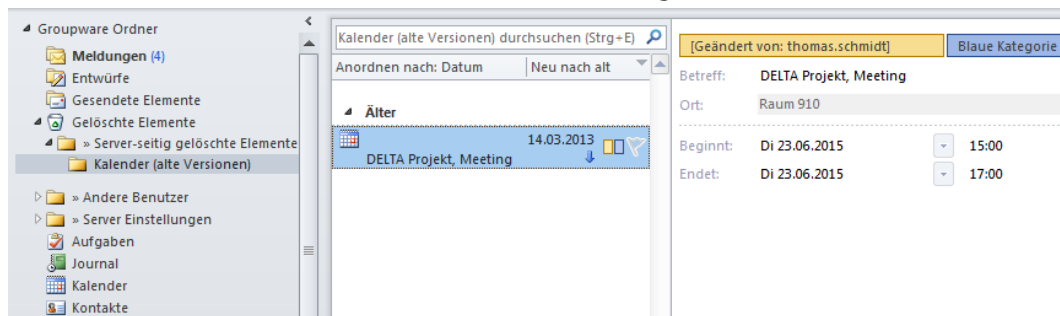 Groupware Ordner
Meldungen (4)
Entwürfe
Gesendete Elemente
Gelöschte Elemente
» Server-seitig gelöschte Elemente
Kalender (alte Versionen)
» Andere Benutzer
» Server Einstellungen
Aufgaben
Journal
Kalender
Kontakte
Kalender (alte Versionen) durchsuchen (Strg+E)
Anordnen nach: Datum Neu nach alt
Älter
14.03.2013
DELTA Projekt, Meeting
[Geändert von: thomas.schmidt] Blaue Kategorie
Betreff: DELTA Projekt, Meeting
Ort: Raum 910
Beginnt: Di 23.06.2015 15:00
Endet: Di 23.06.2015 17:00